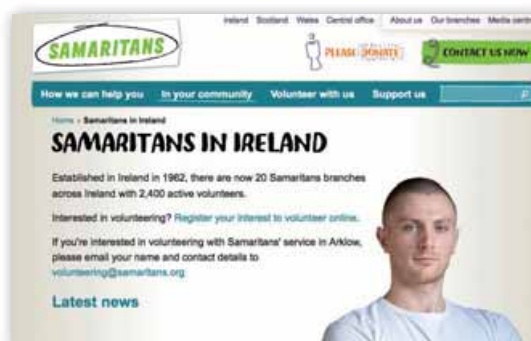 Ireland Scotland Wales Central office About us Our branches Media centre
SAMARITANS
PLEASE DONATE
CONTACT US NOW
How we can help you In your community Volunteer with us Support us
Home » Samaritans in Ireland
SAMARITANS IN IRELAND
Established in Ireland in 1962, there are now 20 Samaritans branches
across Ireland with 2,400 active volunteers.
Interested in volunteering? Register your interest to volunteer online.
If you're interested in volunteering with Samaritans' service in Arklow,
please email your name and contact details to
volunteering@samaritans.org
Latest news